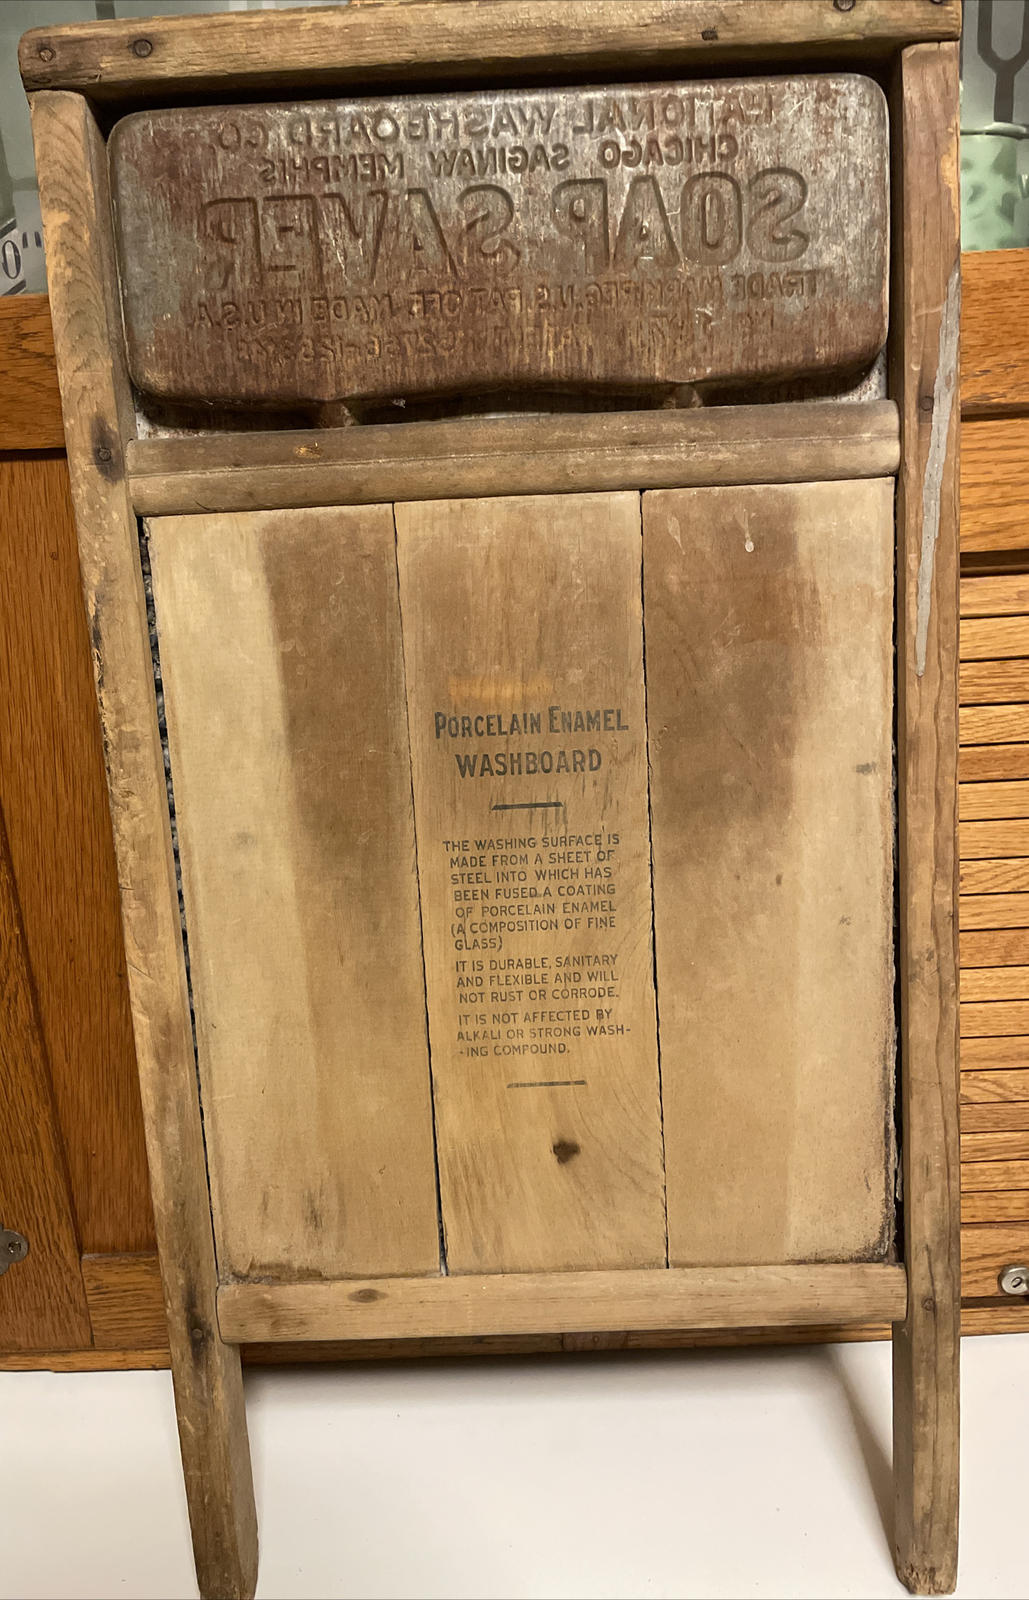 NATIONAL WASHBOARD CO
CHICAGO SAGINAW MEMPHIS
SOAP SAVER
TRADE MARK REG. U.S. PAT. OFF. MADE IN U.S.A.
0"
PORCELAIN ENAMEL
WASHBOARD
THE WASHING SURFACE IS
MADE FROM A SHEET OF
STEEL INTO WHICH HAS
BEEN FUSED A COATING
OF PORCELAIN ENAMEL
(A COMPOSITION OF FINE
GLASS)
IT IS DURABLE, SANITARY
AND FLEXIBLE AND WILL
NOT RUST OR CORRODE.
IT IS NOT AFFECTED BY
ALKALI OR STRONG WASH-
-ING COMPOUND.